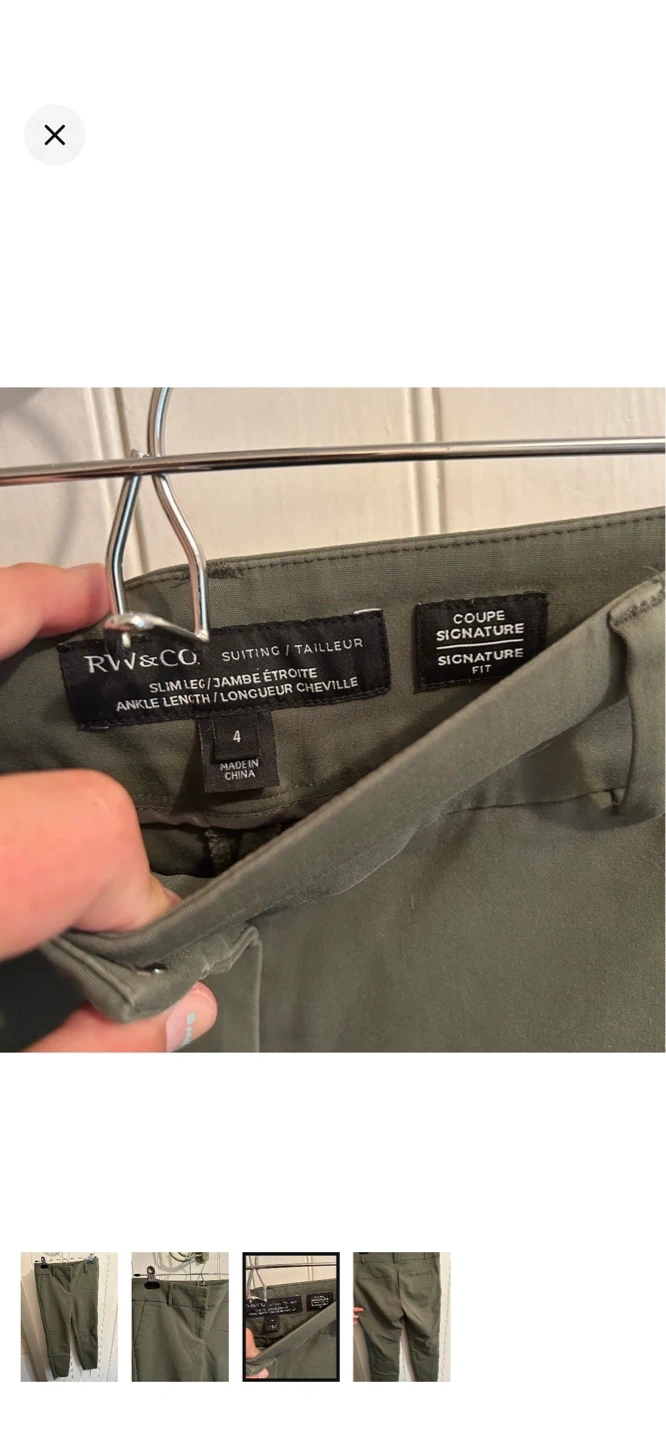 RW&CO. SUITING / TAILLEUR
SLIM LEG / JAMBE ÉTROITE
ANKLE LENGTH / LONGUEUR CHEVILLE
COUPE
SIGNATURE
SIGNATURE
FIT
4
MADE IN
CHINA